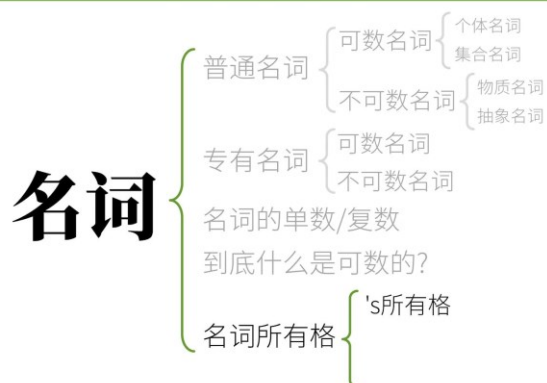 名词
普通名词
可数名词
个体名词
集合名词
不可数名词
物质名词
抽象名词
专有名词
可数名词
不可数名词
名词的单数/复数
到底什么是可数的?
名词所有格
's所有格